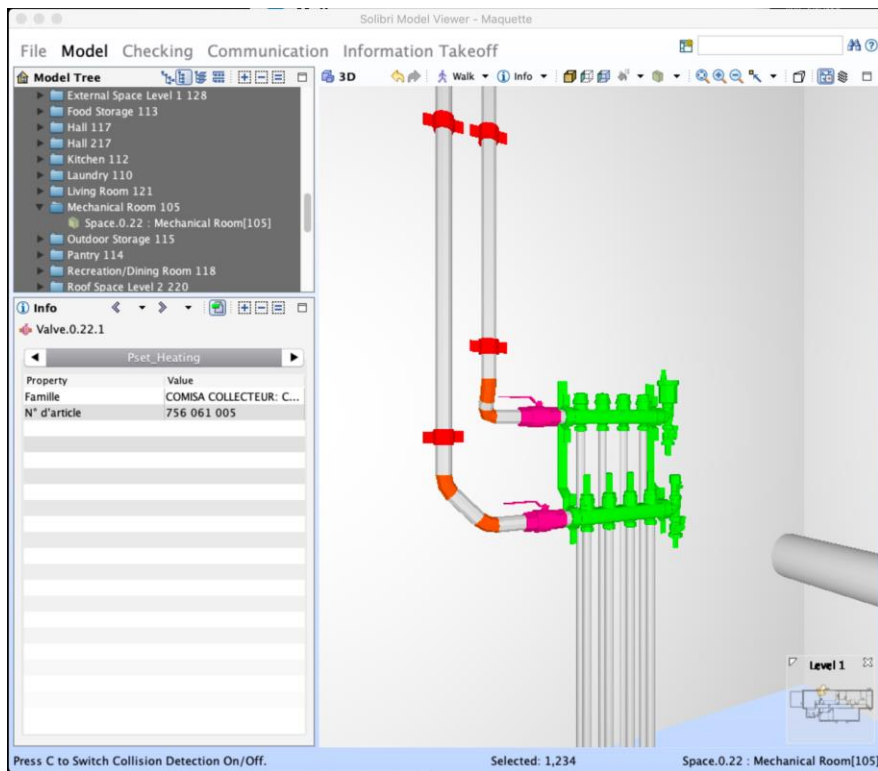 Solibri Model Viewer - Maquette
File Model Checking Communication Information Takeoff
Model Tree
External Space Level 1 128
Food Storage 113
Hall 117
Hall 217
Kitchen 112
Laundry 110
Living Room 121
Mechanical Room 105
Space.0.22 : Mechanical Room[105]
Outdoor Storage 115
Pantry 114
Recreation/Dining Room 118
Roof Space Level 2 220
Info
Valve.0.22.1
Pset_Heating
Property Value
Famille COMISA COLLECTEUR: C...
N° d'article 756 061 005
3D Walk Info
Level 1
Press C to Switch Collision Detection On/Off. Selected: 1,234 Space.0.22 : Mechanical Room[105]